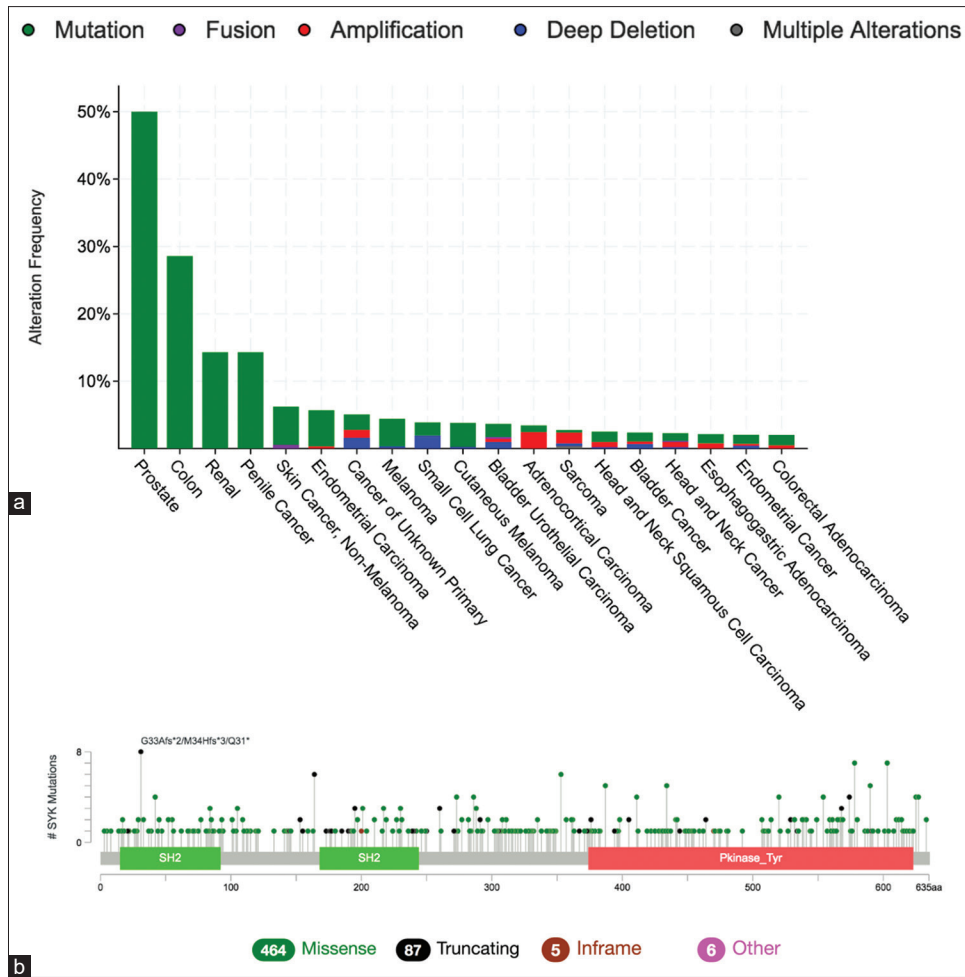 Mutation Fusion Amplification Deep Deletion Multiple Alterations
Alteration Frequency
50%
40%
30%
20%
10%
Prostate
Colon
Renal
Penile Cancer
Skin Cancer, Non-Melanoma
Endometrial Carcinoma
Cancer of Unknown Primary
Melanoma
Small Cell Lung Cancer
Cutaneous Melanoma
Bladder Urothelial Carcinoma
Adrenocortical Carcinoma
Sarcoma
Head and Neck Squamous Cell Carcinoma
Bladder Cancer
Head and Neck Cancer
Esophagogastric Adenocarcinoma
Endometrial Cancer
Colorectal Adenocarcinoma
a
G33Afs*2/M34Hfs*3/Q31*
# SYK Mutations
8
0
SH2 SH2 Pkinase_Tyr
0 100 200 300 400 500 600 635aa
464 Missense 87 Truncating 5 Inframe 6 Other
b